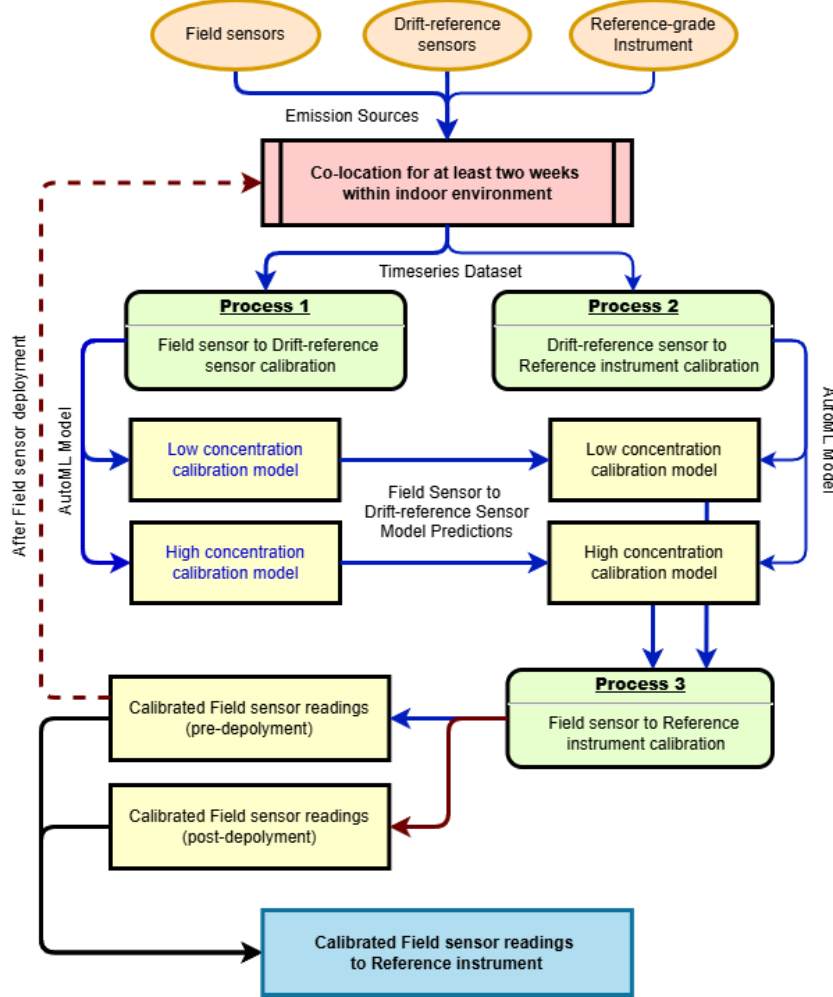 Field sensors
Drift-reference
sensors
Reference-grade
Instrument
Emission Sources
Co-location for at least two weeks
within indoor environment
Timeseries Dataset
Process 1
Field sensor to Drift-reference
sensor calibration
Process 2
Drift-reference sensor to
Reference instrument calibration
After Field sensor deployment
AutoML Model
Low concentration
calibration model
Low concentration
calibration model
AuroML Model
Field Sensor to
Drift-reference Sensor
Model Predictions
High concentration
calibration model
High concentration
calibration model
Process 3
Field sensor to Reference
instrument calibration
Calibrated Field sensor readings
(pre-depolyment)
Calibrated Field sensor readings
(post-depolyment)
Calibrated Field sensor readings
to Reference instrument